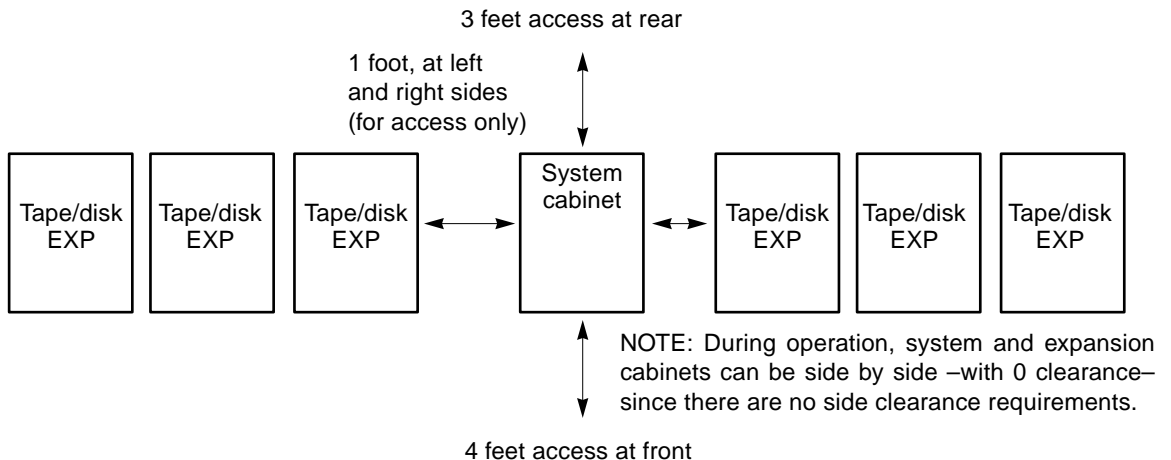 3 feet access at rear
1 foot, at left
and right sides
(for access only)
Tape/disk
EXP
Tape/disk
EXP
Tape/disk
EXP
System
cabinet
Tape/disk
EXP
Tape/disk
EXP
Tape/disk
EXP
NOTE: During operation, system and expansion
cabinets can be side by side –with 0 clearance–
since there are no side clearance requirements.
4 feet access at front